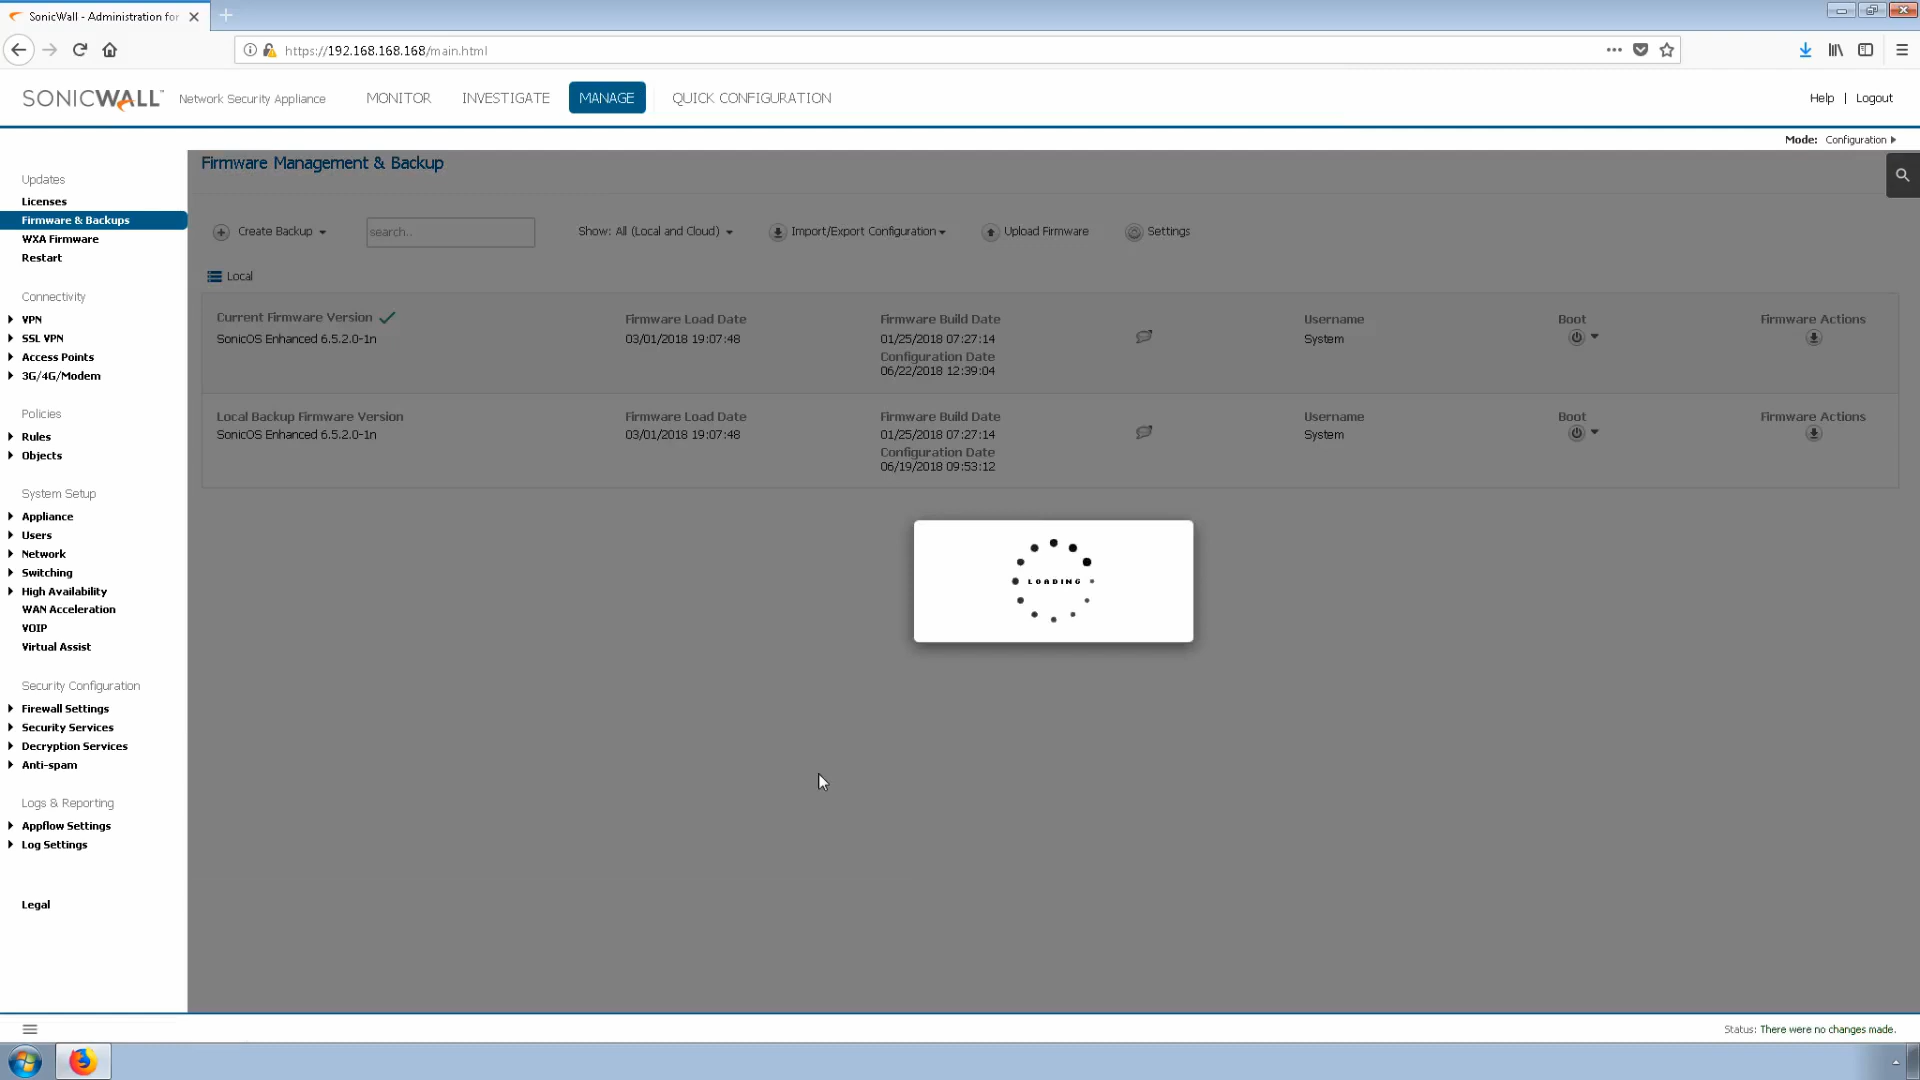 SonicWall - Administration for
https://192.168.168.168/main.html
SONICWALL Network Security Appliance MONITOR INVESTIGATE MANAGE QUICK CONFIGURATION Help | Logout
Mode: Configuration
Firmware Management & Backup
Updates
Licenses
Firmware & Backups
WXA Firmware
Restart
Connectivity
VPN
SSL VPN
Access Points
3G/4G/Modem
Policies
Rules
Objects
System Setup
Appliance
Users
Network
Switching
High Availability
WAN Acceleration
VOIP
Virtual Assist
Security Configuration
Firewall Settings
Security Services
Decryption Services
Anti-spam
Logs & Reporting
Appflow Settings
Log Settings
Legal
Create Backup search.. Show: All (Local and Cloud) Import/Export Configuration Upload Firmware Settings
Local
Current Firmware Version Firmware Load Date Firmware Build Date Username Boot Firmware Actions
SonicOS Enhanced 6.5.2.0-1n 03/01/2018 19:07:48 01/25/2018 07:27:14 System
Configuration Date
06/22/2018 12:39:04
Local Backup Firmware Version Firmware Load Date Firmware Build Date Username Boot Firmware Actions
SonicOS Enhanced 6.5.2.0-1n 03/01/2018 19:07:48 01/25/2018 07:27:14 System
Configuration Date
06/19/2018 09:53:12
LOADING
Status: There were no changes made.